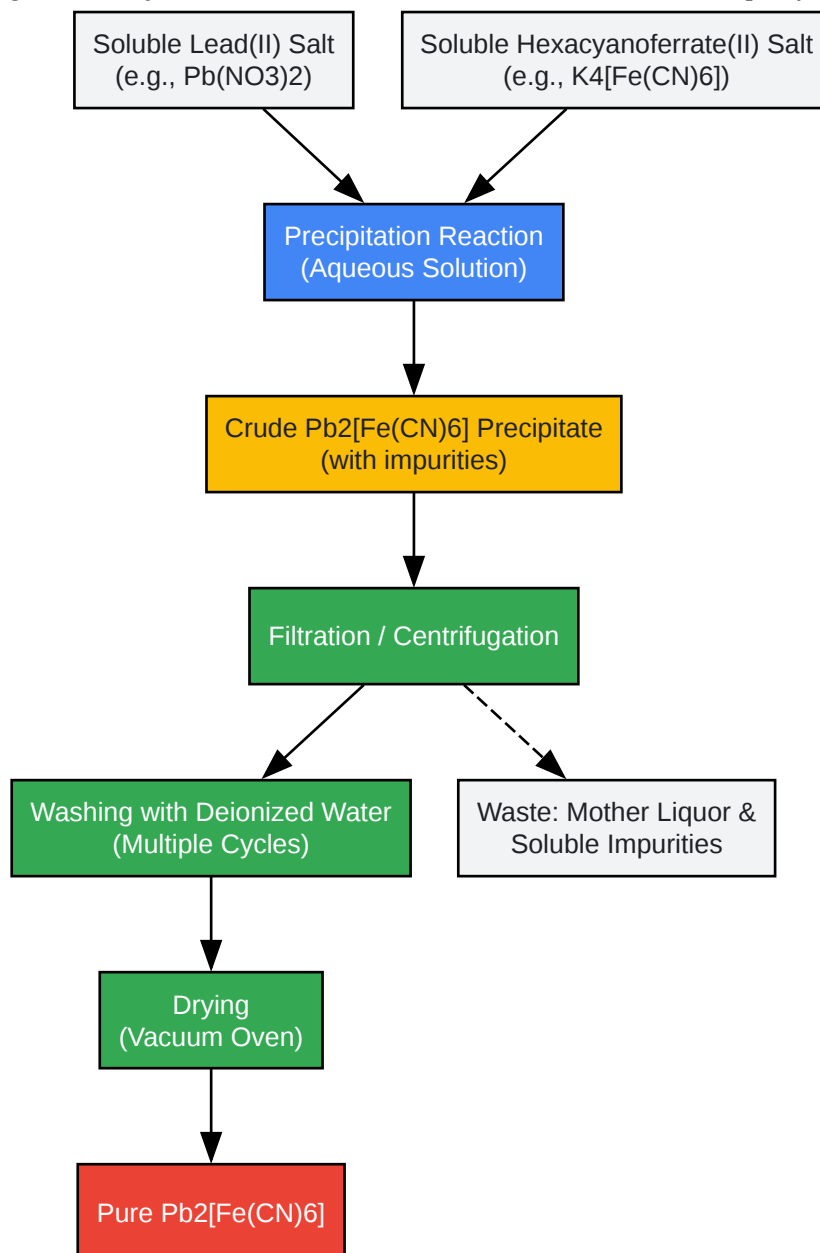 Soluble Lead(II) Salt
(e.g., Pb(NO3)2)
Soluble Hexacyanoferrate(II) Salt
(e.g., K4[Fe(CN)6])
Precipitation Reaction
(Aqueous Solution)
Crude Pb2[Fe(CN)6] Precipitate
(with impurities)
Filtration / Centrifugation
Washing with Deionized Water
(Multiple Cycles)
Waste: Mother Liquor &
Soluble Impurities
Drying
(Vacuum Oven)
Pure Pb2[Fe(CN)6]